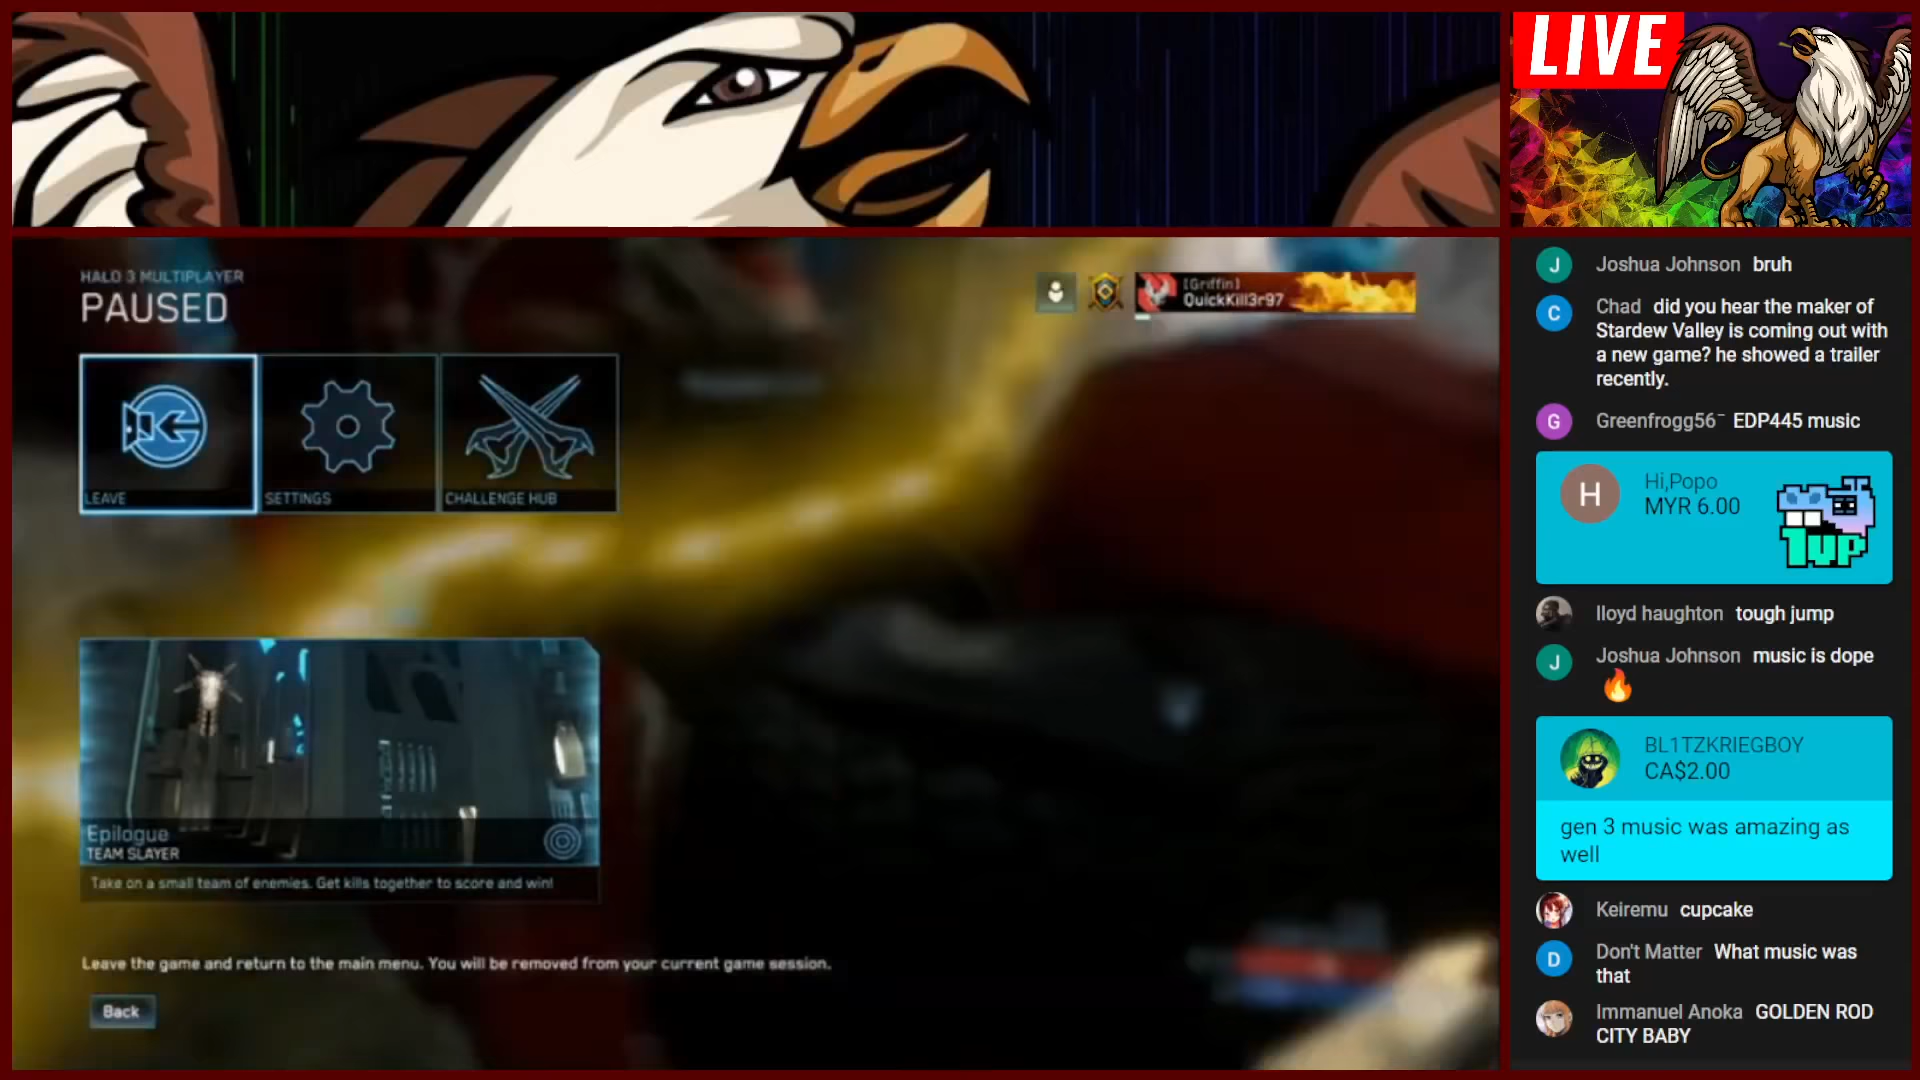 LIVE
HALO 3 MULTIPLAYER
PAUSED
[Griffin]
QuickKill3r97
LEAVE
SETTINGS
CHALLENGE HUB
Epilogue
TEAM SLAYER
Take on a small team of enemies. Get kills together to score and win!
Leave the game and return to the main menu. You will be removed from your current game session.
Back
J
Joshua Johnson bruh
C
Chad did you hear the maker of
Stardew Valley is coming out with
a new game? he showed a trailer
recently.
G
Greenfrogg56⁻ EDP445 music
H
Hi,Popo
MYR 6.00
1up
lloyd haughton tough jump
J
Joshua Johnson music is dope
🔥
BL1TZKRIEGBOY
CA$2.00
gen 3 music was amazing as
well
Keiremu cupcake
D
Don't Matter What music was
that
Immanuel Anoka GOLDEN ROD
CITY BABY